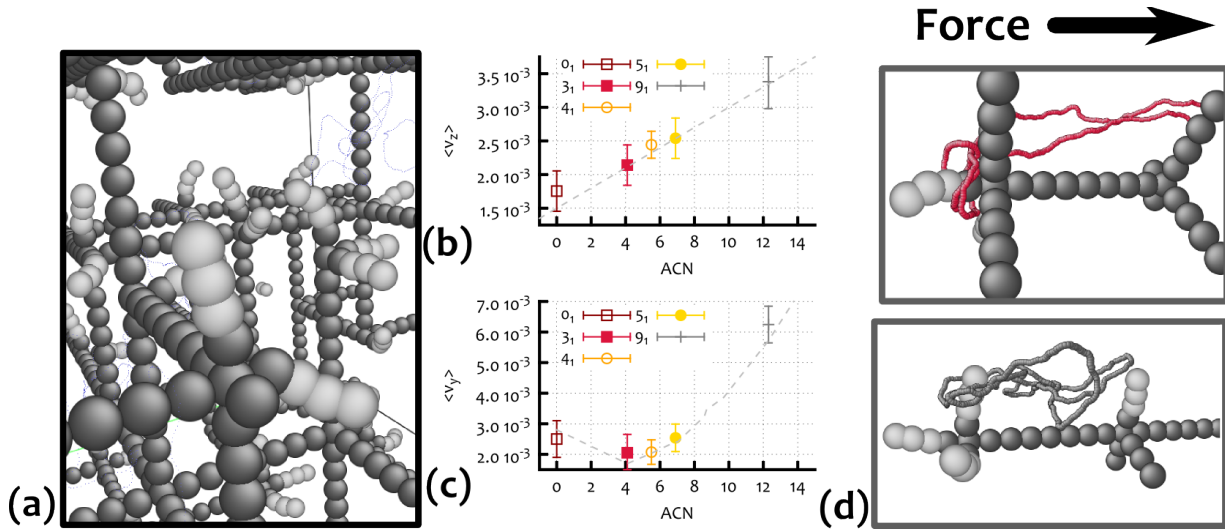 Force
(a)
(b)
<v_z>
3.5 10⁻³
3.0 10⁻³
2.5 10⁻³
2.0 10⁻³
1.5 10⁻³
0₁ 5₁
3₁ 9₁
4₁
0 2 4 6 8 10 12 14
ACN
(c)
<v_y>
7.0 10⁻³
6.0 10⁻³
5.0 10⁻³
4.0 10⁻³
3.0 10⁻³
2.0 10⁻³
0₁ 5₁
3₁ 9₁
4₁
0 2 4 6 8 10 12 14
ACN
(d)